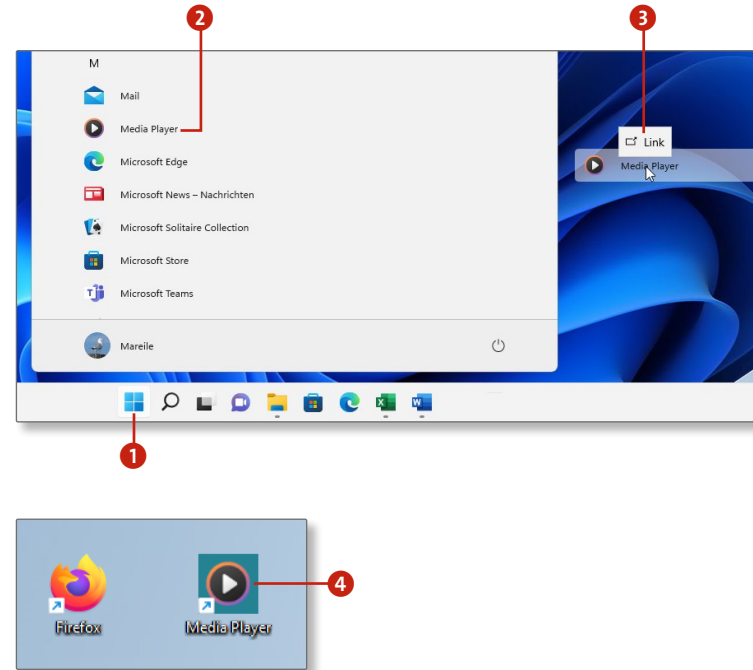 2
3
M
Mail
Media Player
Microsoft Edge
Microsoft News – Nachrichten
Microsoft Solitaire Collection
Microsoft Store
Microsoft Teams
Mareile
Link
Media Player
1
Firefox
Media Player
4